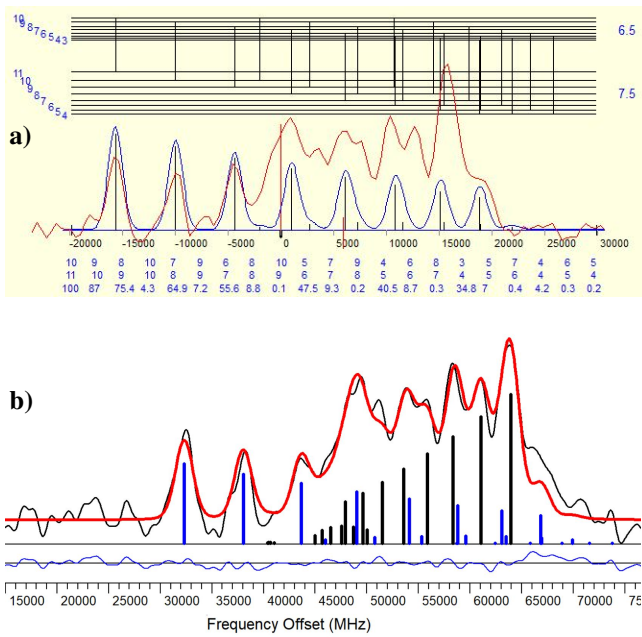 10 9 8 7 6 5 4 3
6.5
11 10 9 8 7 6 5 4
7.5
a)
-20000 -15000 -10000 -5000 0 5000 10000 15000 20000 25000 30000
10 9 8 10 7 9 6 8 10 5 7 9 4 6 8 3 5 7 4 6 5
11 10 9 10 8 9 7 8 9 6 7 8 5 6 7 4 5 6 4 5 4
100 87 75.4 4.3 64.9 7.2 55.6 8.8 0.1 47.5 9.3 0.2 40.5 8.7 0.3 34.8 7 0.4 4.2 0.3 0.2
b)
15000 20000 25000 30000 35000 40000 45000 50000 55000 60000 65000 70000 750
Frequency Offset (MHz)